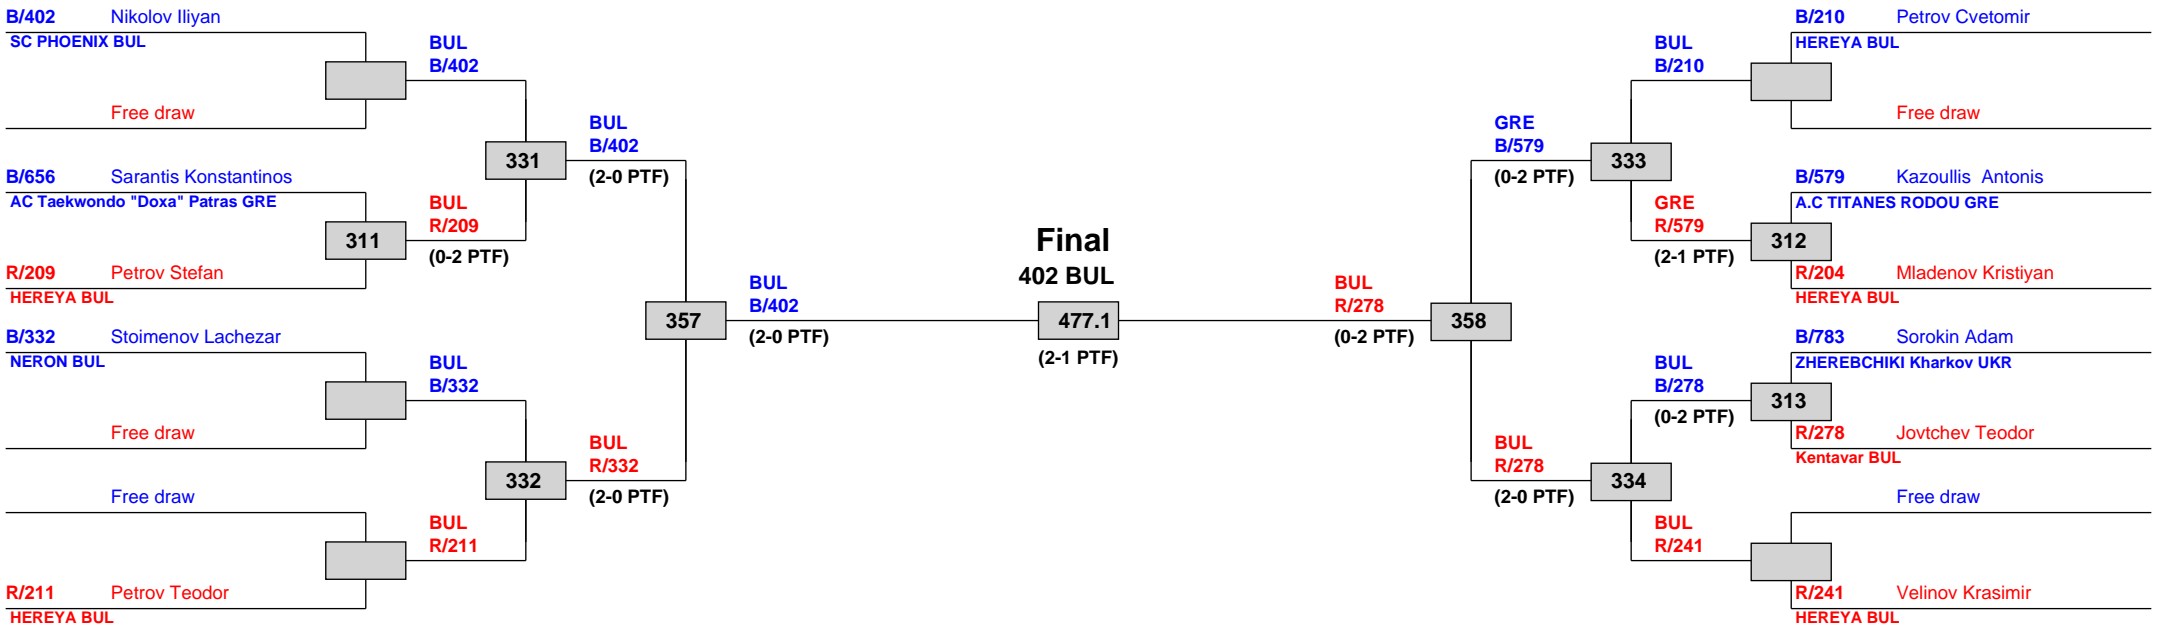 B/402 Nikolov Iliyan
SC PHOENIX BUL
BUL
B/402
Free draw
BUL
B/402
331
(2-0 PTF)
B/656 Sarantis Konstantinos
AC Taekwondo "Doxa" Patras GRE
BUL
R/209
311
(0-2 PTF)
R/209 Petrov Stefan
HEREYA BUL
BUL
B/402
357
(2-0 PTF)
B/332 Stoimenov Lachezar
NERON BUL
BUL
B/332
Free draw
BUL
R/332
332
(2-0 PTF)
Free draw
BUL
R/211
R/211 Petrov Teodor
HEREYA BUL
Final
402 BUL
477.1
(2-1 PTF)
B/210 Petrov Cvetomir
HEREYA BUL
BUL
B/210
Free draw
GRE
B/579
333
(0-2 PTF)
B/579 Kazoullis Antonis
A.C TITANES RODOU GRE
GRE
R/579
312
(2-1 PTF)
R/204 Mladenov Kristiyan
HEREYA BUL
BUL
R/278
358
(0-2 PTF)
B/783 Sorokin Adam
ZHEREBCHIKI Kharkov UKR
BUL
B/278
313
(0-2 PTF)
R/278 Jovtchev Teodor
Kentavar BUL
BUL
R/278
334
(2-0 PTF)
Free draw
BUL
R/241
R/241 Velinov Krasimir
HEREYA BUL